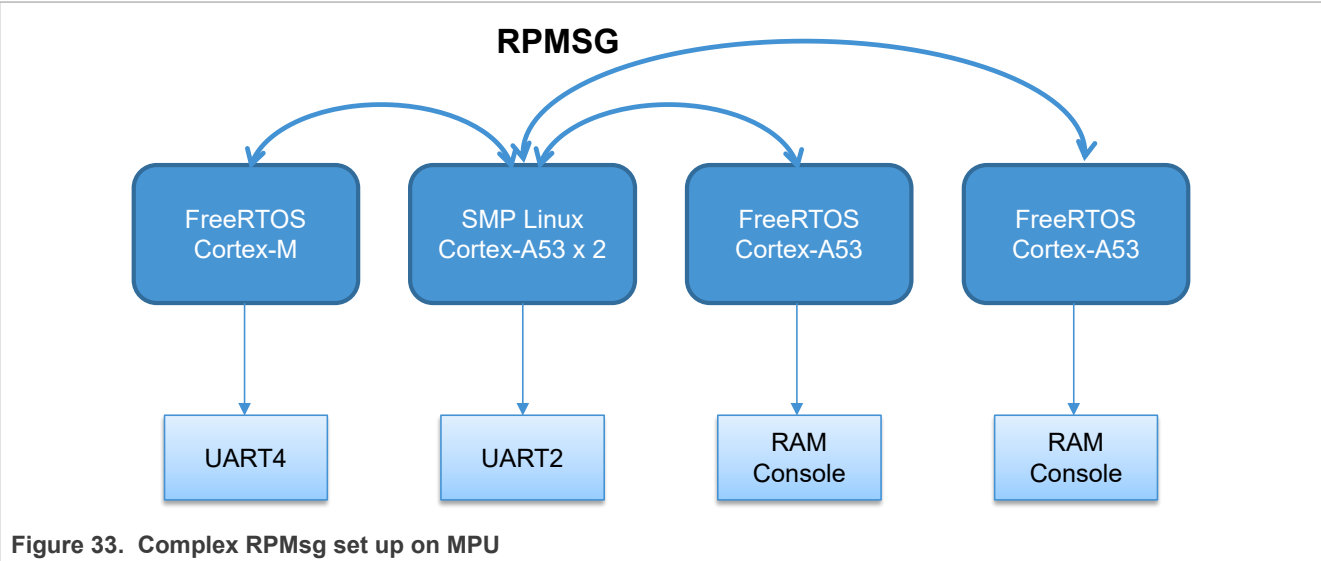 RPMSG
FreeRTOS
Cortex-M
SMP Linux
Cortex-A53 x 2
FreeRTOS
Cortex-A53
FreeRTOS
Cortex-A53
UART4
UART2
RAM
Console
RAM
Console
Figure 33. Complex RPMsg set up on MPU